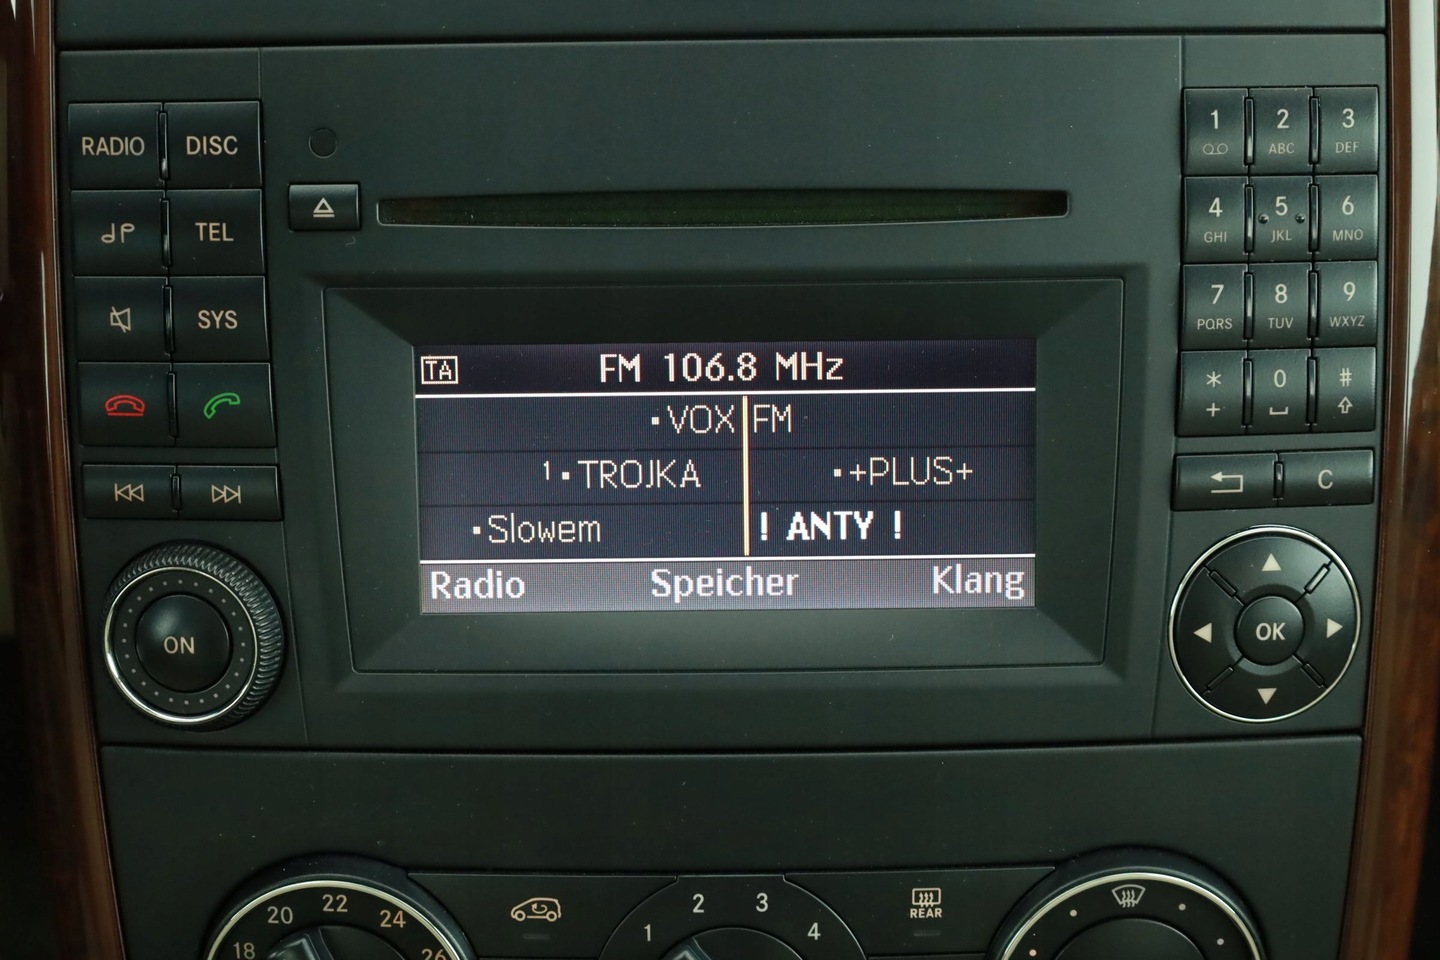 RADIO DISC
TEL
SYS
ON
TA FM 106.8 MHz
VOX FM
1 TROJKA +PLUS+
Slowem ! ANTY !
Radio Speicher Klang
1 2 3
ABC DEF
4 5 6
GHI JKL MNO
7 8 9
PQRS TUV WXYZ
* 0 #
+
C
OK
18 20 22 24 26
1 2 3 4
REAR